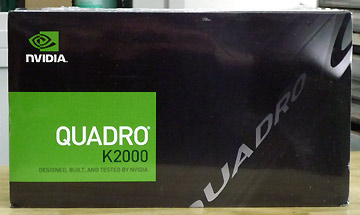 NVIDIA.
QUADRO®
K2000
DESIGNED, BUILT, AND TESTED BY NVIDIA
QUADRO